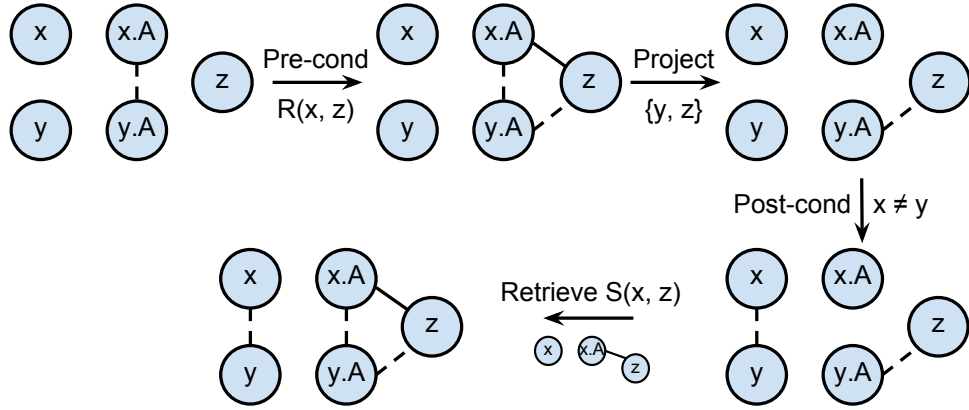 x x.A
z
y y.A
Pre-cond
R(x, z)
x x.A
z
y y.A
Project
{y, z}
x x.A
z
y y.A
Post-cond x ≠ y
x x.A
z
y y.A
Retrieve S(x, z)
x x.A
z
x x.A
z
y y.A